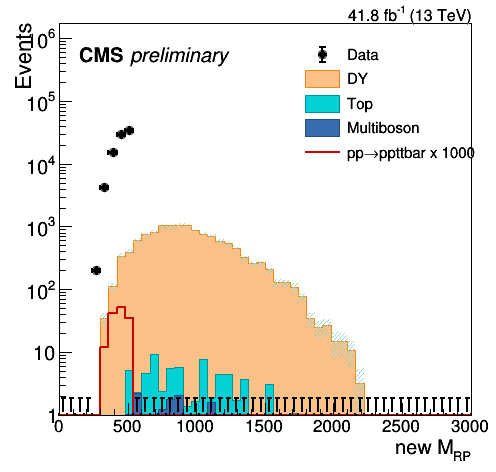 41.8 fb⁻¹ (13 TeV)
Events
CMS preliminary
Data
DY
Top
Multiboson
pp→ppttbar x 1000
10⁶
10⁵
10⁴
10³
10²
10
1
0 500 1000 1500 2000 2500 3000
new M_RP